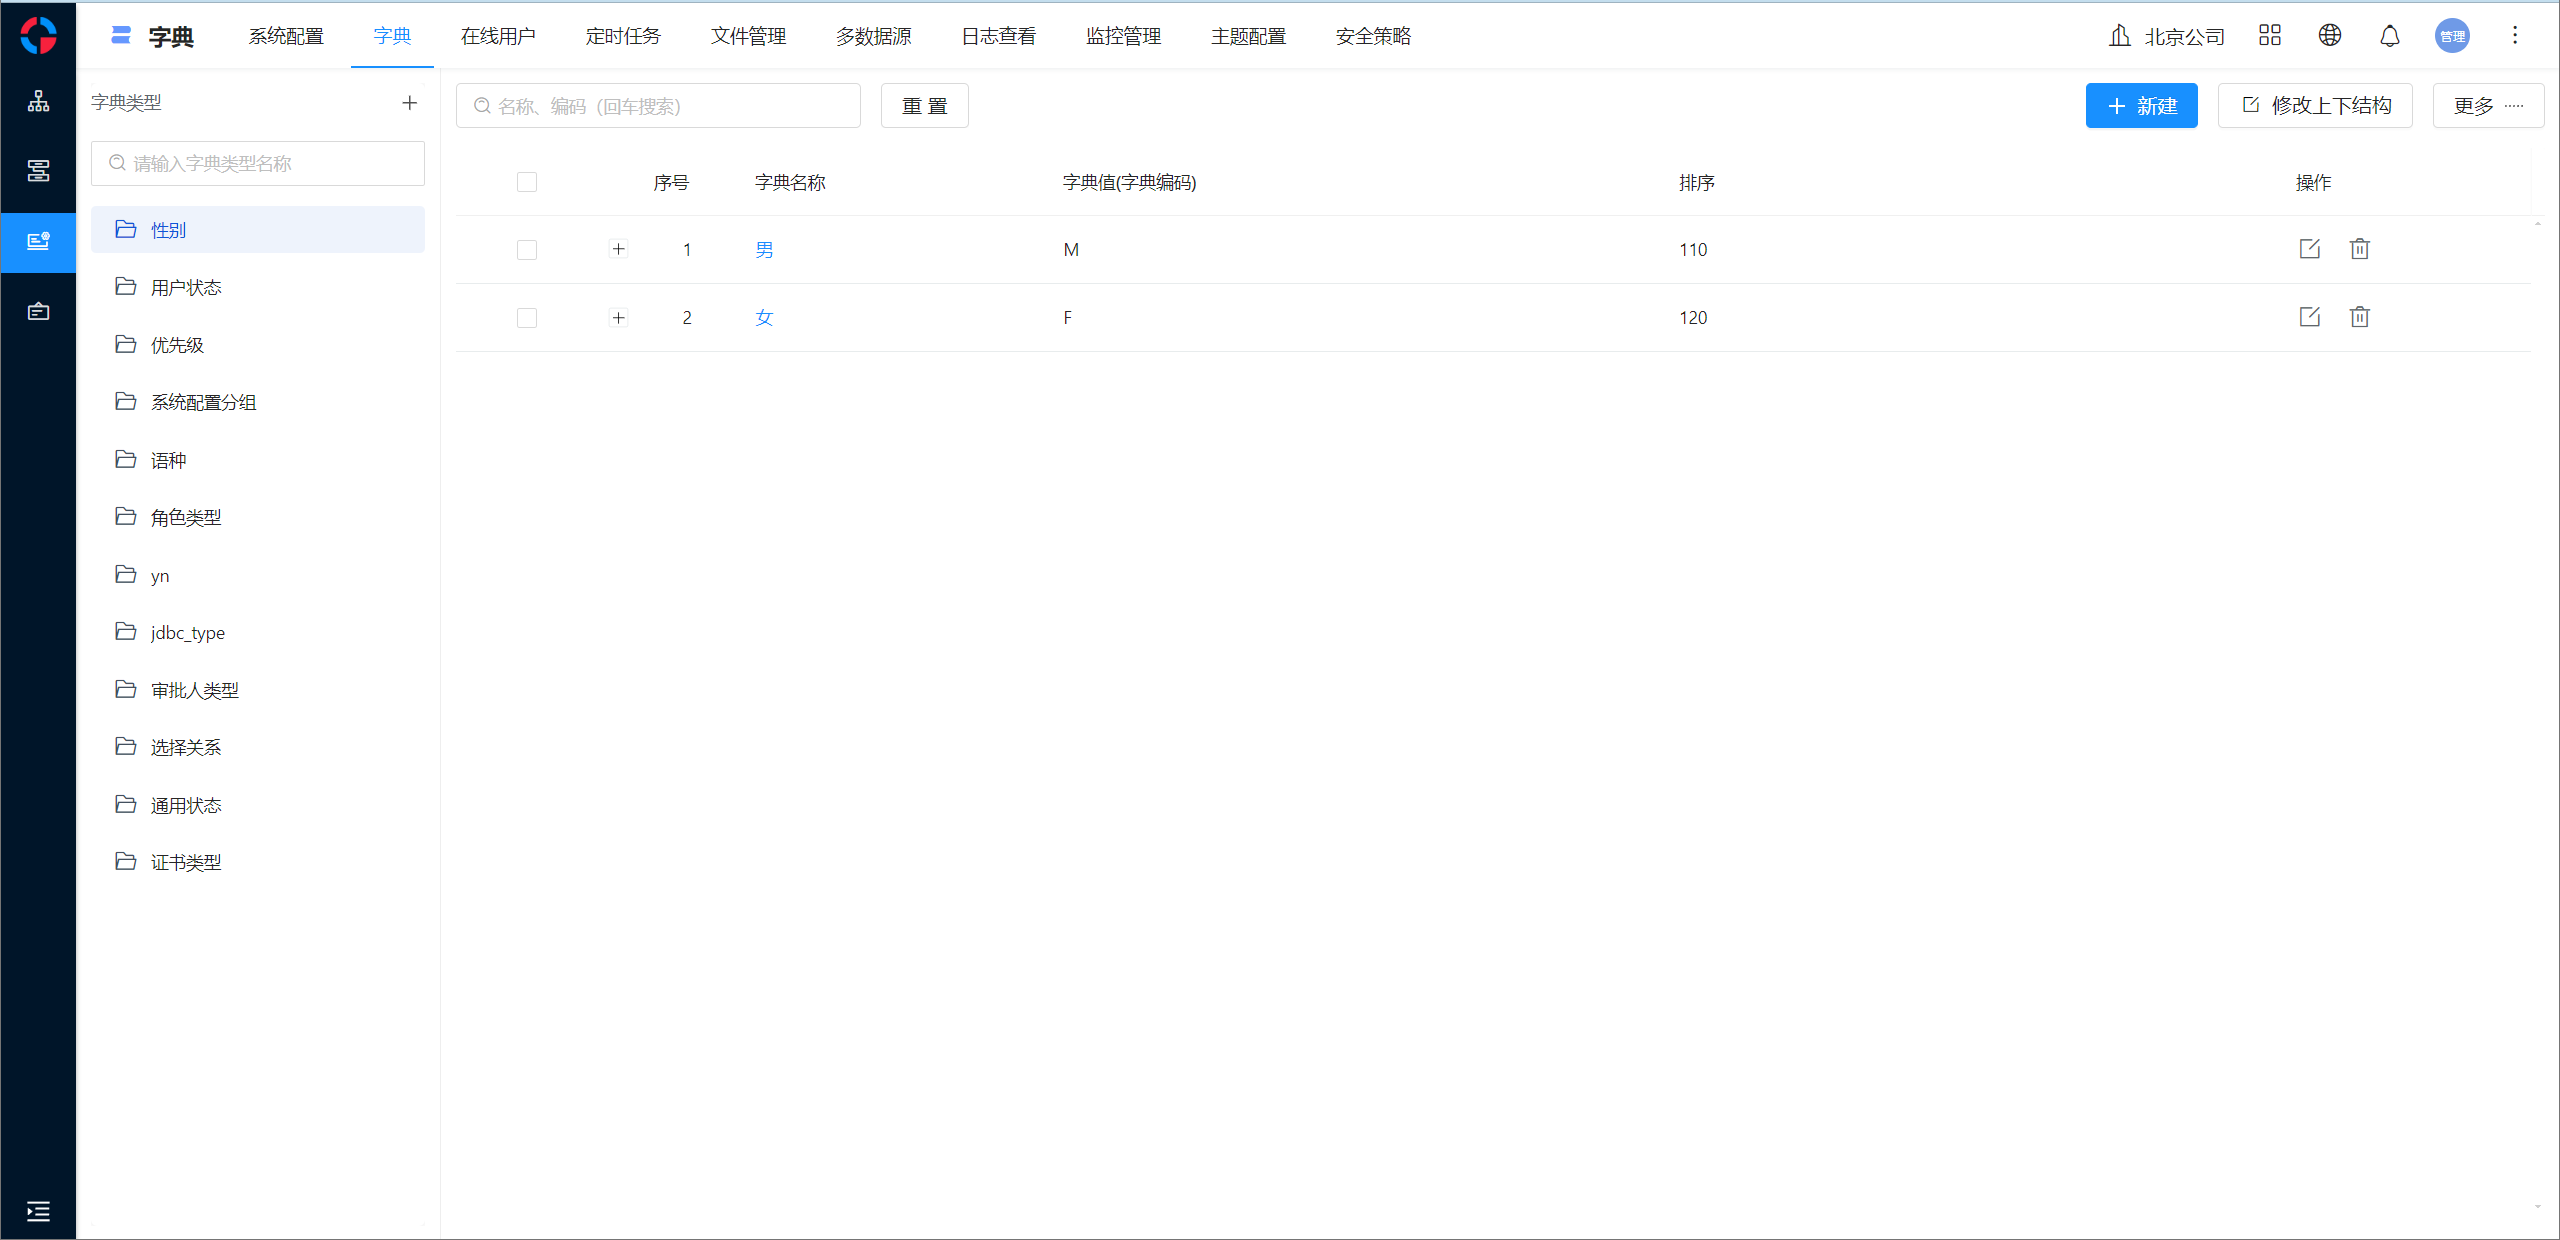 字典 系统配置 字典 在线用户 定时任务 文件管理 多数据源 日志查看 监控管理 主题配置 安全策略 北京公司 管理
字典类型
请输入字典类型名称
性别
用户状态
优先级
系统配置分组
语种
角色类型
yn
jdbc_type
审批人类型
选择关系
通用状态
证书类型
名称、编码（回车搜索） 重 置 新建 修改上下结构 更多
序号 字典名称 字典值(字典编码) 排序 操作
1 男 M 110
2 女 F 120